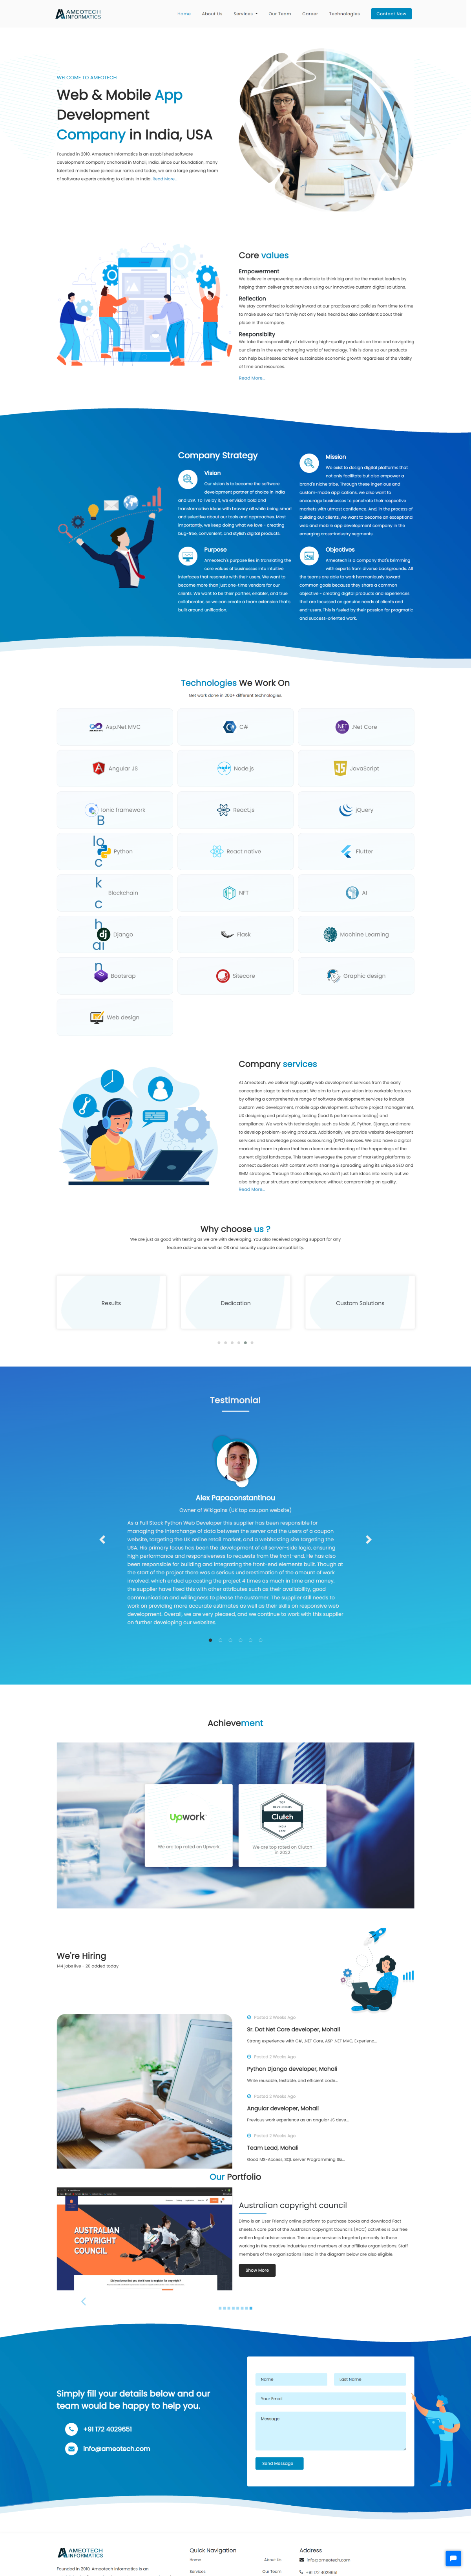 AMEOTECH
INFORMATICS
Home
About Us
Services
Our Team
Career
Technologies
Contact Now
WELCOME TO AMEOTECH
Web & Mobile App
Development
Company in India, USA
Founded in 2010, Ameotech Informatics is an established software
development company anchored in Mohali, India. Since our foundation, many
talented minds have joined our ranks and today, we are a large growing team
of software experts catering to clients in India. Read More...
Core values
Empowerment
We believe in empowering our clientele to think big and be the market leaders by
helping them deliver great services using our innovative custom digital solutions.
Reflection
We stay committed to looking inward at our practices and policies from time to time
to make sure our tech family not only feels heard but also confident about their
place in the company.
Responsibility
We take the responsibility of delivering high-quality products on time and navigating
our clients in the ever-changing world of technology. This is done so our products
can help businesses achieve sustainable economic growth regardless of the vitality
of time and resources.
Read More...
Company Strategy
Vision
Our vision is to become the software
development partner of choice in India
and USA. To live by it, we envision bold and
transformative ideas with bravery all while being smart
and selective about our tools and approaches. Most
importantly, we keep doing what we love - creating
bug-free, convenient, and stylish digital products.
Mission
We exist to design digital platforms that
not only facilitate but also empower a
brand's niche tribe. Through these ingenious and
custom-made applications, we also want to
encourage businesses to penetrate their respective
markets with utmost confidence. And, in the process of
building our clients, our want to become an exceptional
web and mobile app development company in the
emerging cross-industry segments.
Purpose
Ameotech's purpose lies in translating the
core values of businesses into intuitive
interfaces that resonate with their users. We want to
become more than just one-time vendors for our
clients. We want to be their partner, enabler, and true
collaborator, so we can create a team extension that's
built around unification.
Objectives
Ameotech is a company that's brimming
with experts from diverse backgrounds. All
the teams are able to work harmoniously toward
common goals because they share a common
objective - creating digital products and experiences
that are focussed on genuine needs of clients and
end-users. This is fueled by their passion for pragmatic
and success-oriented work.
Technologies We Work On
Get work done in 200+ different technologies.
Asp.Net MVC
C#
.Net Core
Angular JS
Node.js
JavaScript
Ionic framework
React.js
jQuery
Python
React native
Flutter
B
lo
c
k
c
h
ai
n
Blockchain
NFT
AI
Django
Flask
Machine Learning
Bootsrap
Sitecore
Graphic design
Web design
Company services
At Ameotech, we deliver high quality web development services from the early
conception stage to tech support. We aim to turn your vision into workable features
by offering a comprehensive range of software development services to include
custom web development, mobile app development, software project management,
UI designing and prototyping, testing (load & performance testing) and
compliance. We work with technologies such as Node JS, Python, Django, and more
to develop problem solving products. Additionally, we provide website development
services and knowledge process outsourcing (KPO) services. We also have a digital
marketing team in place that has is been understanding of the happenings of the
current digital landscape. This team leverages the power of marketing platforms to
connect audiences with content worth sharing & spreading via unique SEO and
SMM strategies. Through these offerings, we don't just turn ideas into reality but we
also bring your structure and competence without compromising on quality.
Read More...
Why choose us ?
We are just as good with testing as we are with developing. You also received ongoing support for any
feature add-ons as well as OS and security upgrade compatibility.
Results
Dedication
Custom Solutions
Testimonial
Alex Papaconstantinou
Owner of Wiltgains (UK top coupon website)
As a Full Stack Python Web Developer this supplier has been responsible for
managing the interchange of data between the server and the users of a coupon
website, targeting the UK online retail market, and a webhosting site targeting the
USA. His primary focus has been the development of all server-side logic, ensuring
high performance and responsiveness to requests from the front-end. He has also
been responsible for building and integrating the front-end elements built. Though at
the start of the project there was a serious underestimation of the amount of work
involved, which ended up costing the project 4 times as much in time and money,
the supplier have fixed this with other attributes such as their availability, good
communication and willingness to please the customer. The supplier still needs to
work on providing more accurate estimates as well as their skills on responsive web
development. Overall, we are very pleased, and we continue to work with this supplier
on further developing our websites.
Achievement
Upwork
We are top rated on Upwork
TOP
DEVELOPERS
Clutch
INDIA
2022
We are top rated on Clutch
in 2022
We're Hiring
144 jobs live - 20 added today
Posted 2 Weeks Ago
Sr. Dot Net Core developer, Mohali
Strong experience with C#, .NET Core, ASP .NET MVC, Experienc...
Posted 2 Weeks Ago
Python Django developer, Mohali
Write reusable, testable, and efficient code...
Posted 2 Weeks Ago
Angular developer, Mohali
Previous work experience as an angular JS deve...
Posted 2 Weeks Ago
Team Lead, Mohali
Good MS-Access, SQL server Programming Ski...
Our Portfolio
AUSTRALIAN
COPYRIGHT
COUNCIL
Australian copyright council
Dimo is an User Friendly online platform to purchase books and download Fact
sheets.A core part of the Australian Copyright Council's (ACC) activities is our free
written legal advice service. This unique service is targeted primarily to those
working in the creative industries and members of our affiliate organisations. Staff
members of the organisations listed in the diagram below are also eligible.
Show More
Simply fill your details below and our
team would be happy to help you.
+91 172 4029651
info@ameotech.com
Name
Last Name
Your Email
Message
Send Message
AMEOTECH
INFORMATICS
Founded in 2010, Ameotech Informatics is an
Quick Navigation
Home
About Us
Services
Our Team
Address
info@ameotech.com
+91 172 4029651